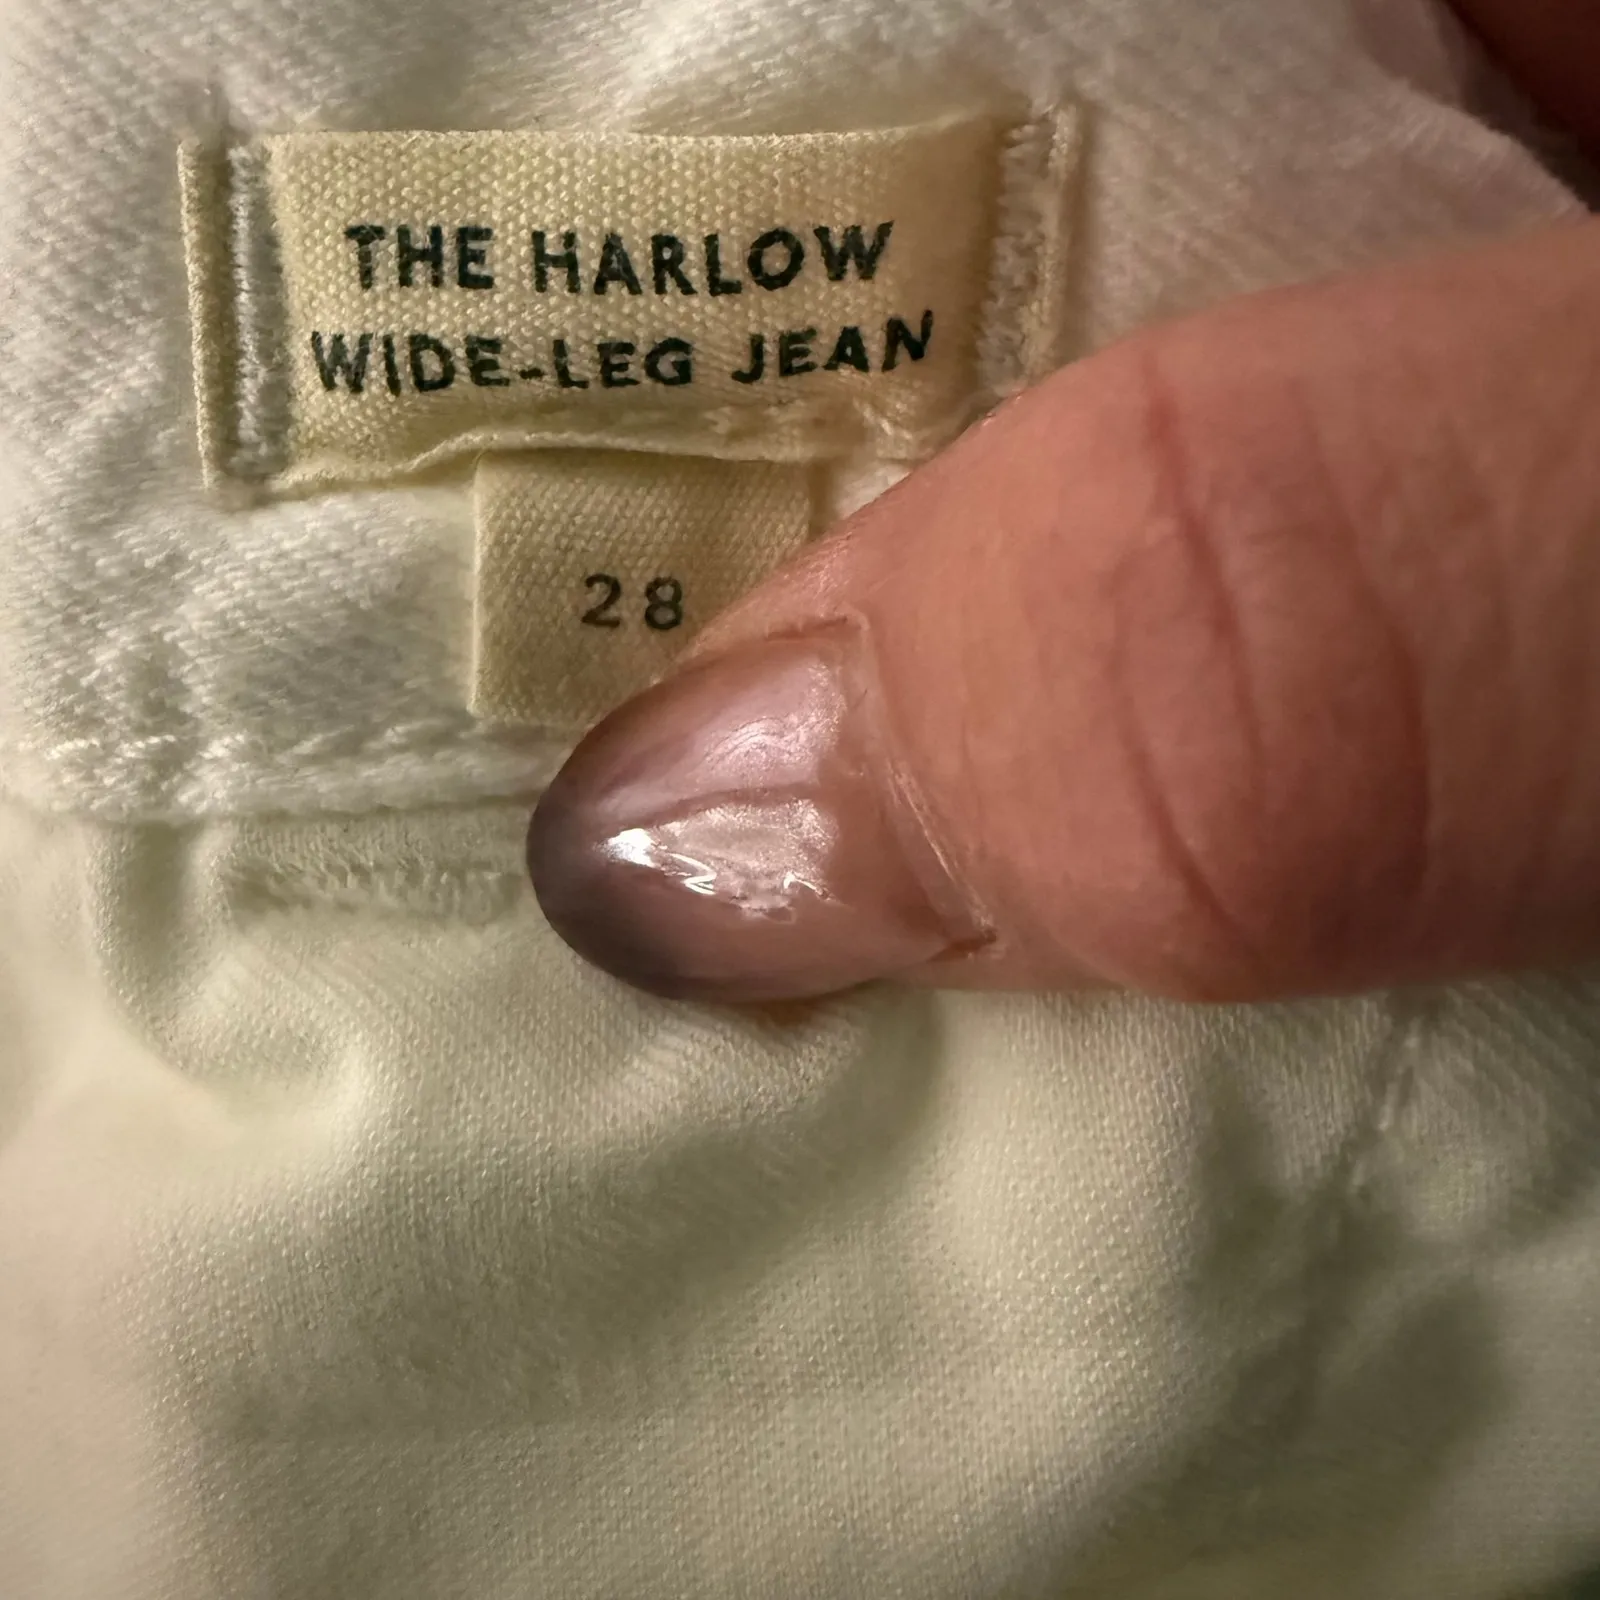 THE HARLOW
WIDE-LEG JEAN
28